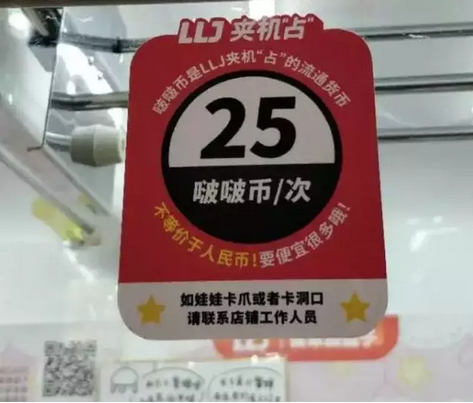 LLJ 夹机"占"
啵啵币是LLJ夹机"占"的流通货币
25
啵啵币/次
不等价于人民币!要便宜很多哦!
如娃娃卡爪或者卡洞口
请联系店铺工作人员
LLJ